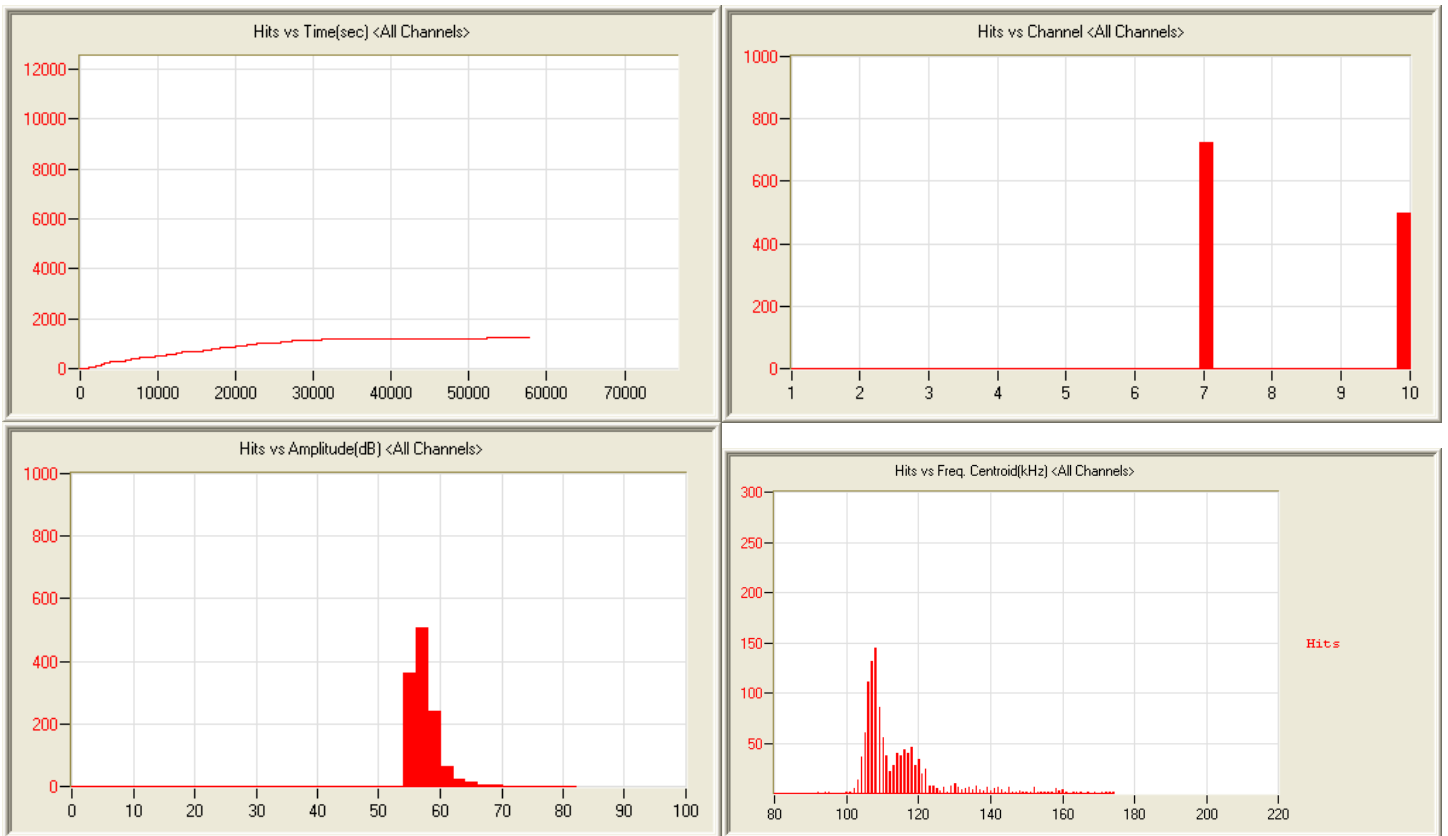 Hits vs Time(sec) <All Channels>
12000
10000
8000
6000
4000
2000
0
0 10000 20000 30000 40000 50000 60000 70000
Hits vs Channel <All Channels>
1000
800
600
400
200
0
1 2 3 4 5 6 7 8 9 10
Hits vs Amplitude(dB) <All Channels>
1000
800
600
400
200
0
0 10 20 30 40 50 60 70 80 90 100
Hits vs Freq. Centroid(kHz) <All Channels>
300
250
200
150
100
50
80 100 120 140 160 180 200 220
Hits